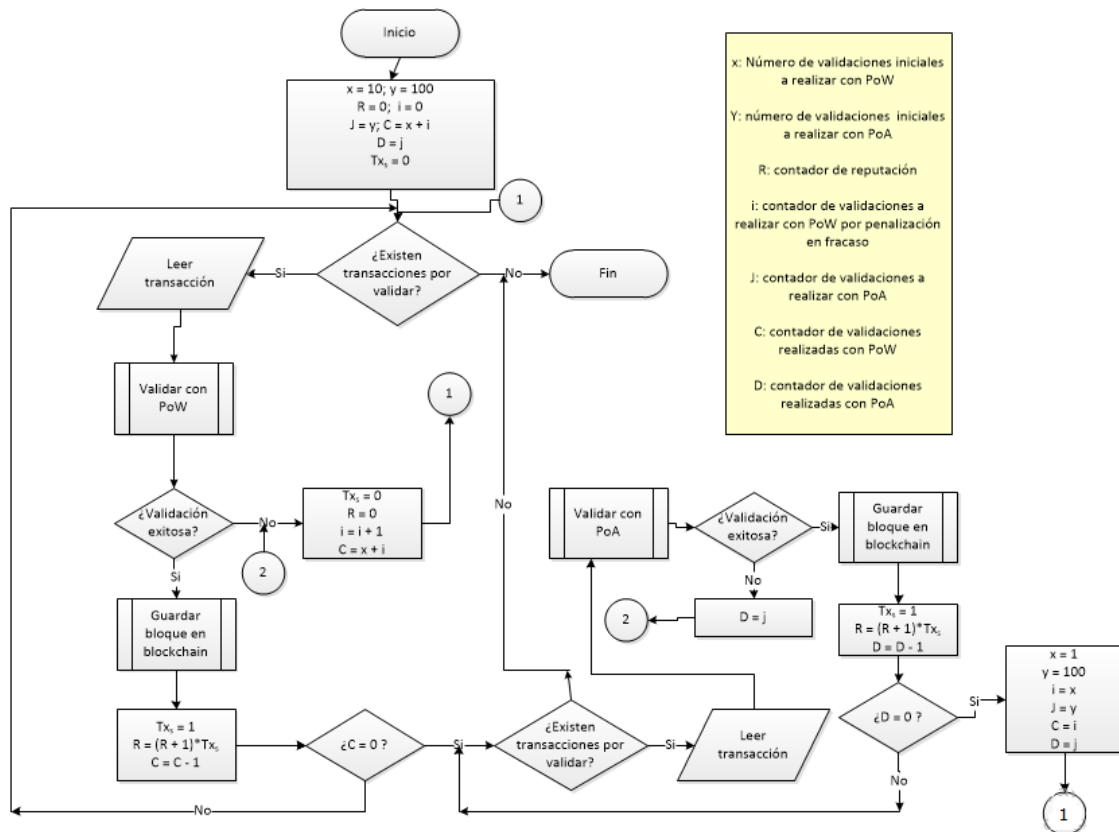 Inicio
x = 10; y = 100
R = 0; i = 0
J = y; C = x + i
D = j
Txs = 0
1
¿Existen
transacciones por
validar?
Si
No
Fin
Leer
transacción
Validar con
PoW
¿Validación
exitosa?
No
2
Txs = 0
R = 0
i = i + 1
C = x + i
1
Si
Guardar
bloque en
blockchain
Txs = 1
R = (R + 1)*Txs
C = C - 1
¿C = 0 ?
No
Si
¿Existen
transacciones por
validar?
No
Si
Leer
transacción
Validar con
PoA
¿Validación
exitosa?
No
D = j
2
Si
Guardar
bloque en
blockchain
Txs = 1
R = (R + 1)*Txs
D = D - 1
¿D = 0 ?
No
Si
x = 1
y = 100
i = x
J = y
C = i
D = j
1
x: Número de validaciones iniciales
a realizar con PoW
Y: número de validaciones iniciales
a realizar con PoA
R: contador de reputación
i: contador de validaciones a
realizar con PoW por penalización
en fracaso
J: contador de validaciones a
realizar con PoA
C: contador de validaciones
realizadas con PoW
D: contador de validaciones
realizadas con PoA